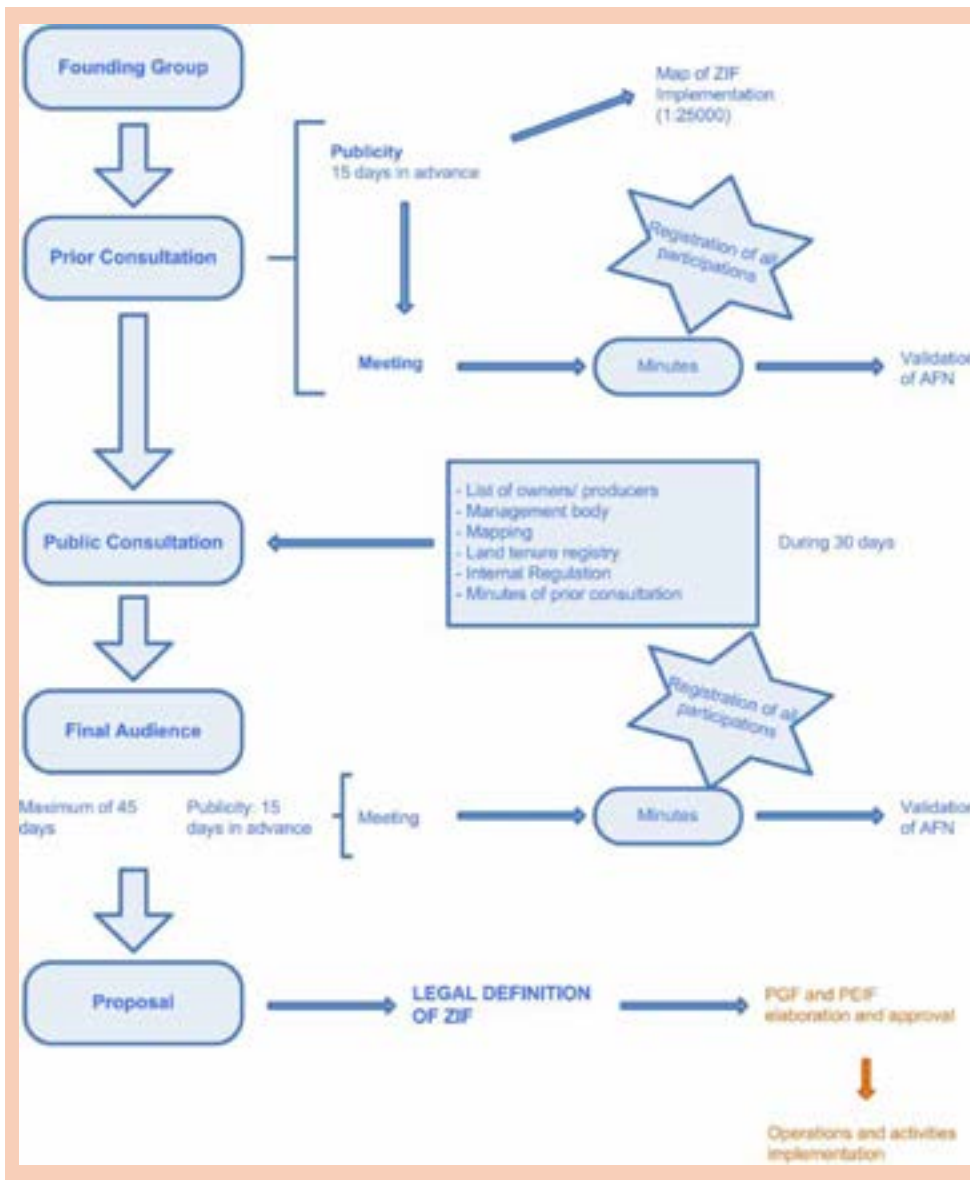 Founding Group
Map of ZIF
Implementation
(1:25000)
Publicity
15 days in advance
Prior Consultation
Registration of all
participations
Meeting
Minutes
Validation
of AFN
Public Consultation
- List of owners/ producers
- Management body
- Mapping
- Land tenure registry
- Internal Regulation
- Minutes of prior consultation
During 30 days
Final Audience
Registration of all
participations
Maximum of 45
days
Publicity: 15
days in advance
Meeting
Minutes
Validation
of AFN
Proposal
LEGAL DEFINITION
OF ZIF
PGF and PEIF
elaboration and approval
Operations and activities
implementation